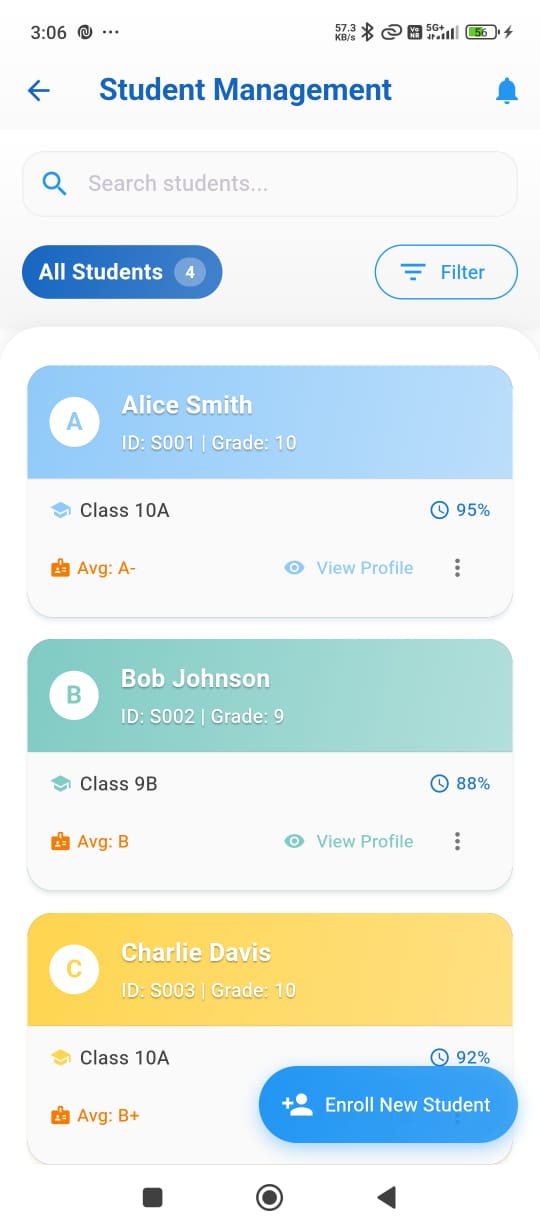 3:06 ...
57.3 KB/s Vo NR 5G+ 56
Student Management
Search students...
All Students 4
Filter
A
Alice Smith
ID: S001 | Grade: 10
Class 10A
95%
Avg: A-
View Profile
B
Bob Johnson
ID: S002 | Grade: 9
Class 9B
88%
Avg: B
View Profile
C
Charlie Davis
ID: S003 | Grade: 10
Class 10A
92%
Avg: B+
Enroll New Student